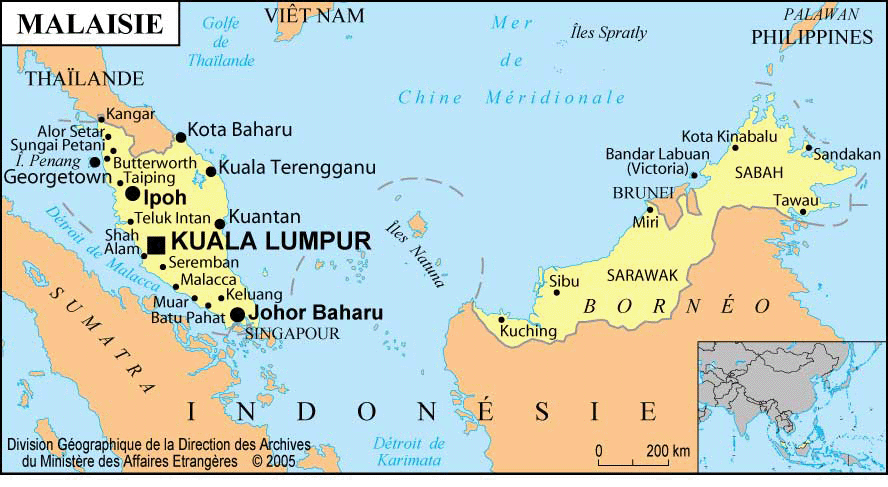 MALAISIE
VIÊT NAM
Golfe
de
Thaïlande
Mer
de
Chine Méridionale
Îles Spratly
PALAWAN
PHILIPPINES
THAÏLANDE
Kangar
Alor Setar
Sungai Petani
I. Penang
Georgetown
Butterworth
Taiping
Ipoh
Teluk Intan
Kota Baharu
Kuala Terengganu
Kuantan
Shah
Alam
KUALA LUMPUR
Seremban
Malacca
Muar
Keluang
Batu Pahat
Johor Baharu
SINGAPOUR
Détroit de Malacca
SUMATRA
Îles Natuna
Kota Kinabalu
Bandar Labuan
(Victoria)
Sandakan
SABAH
BRUNEI
Miri
Tawau
Sibu
SARAWAK
BORNÉO
Kuching
INDONÉSIE
Détroit de
Karimata
Division Géographique de la Direction des Archives
du Ministère des Affaires Etrangères © 2005
0 200 km